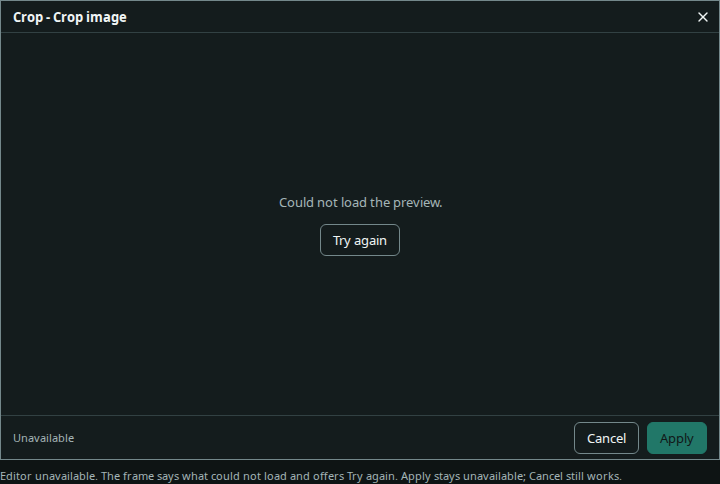 Crop - Crop image
Could not load the preview.
Try again
Unavailable
Cancel
Apply
Editor unavailable. The frame says what could not load and offers Try again. Apply stays unavailable; Cancel still works.